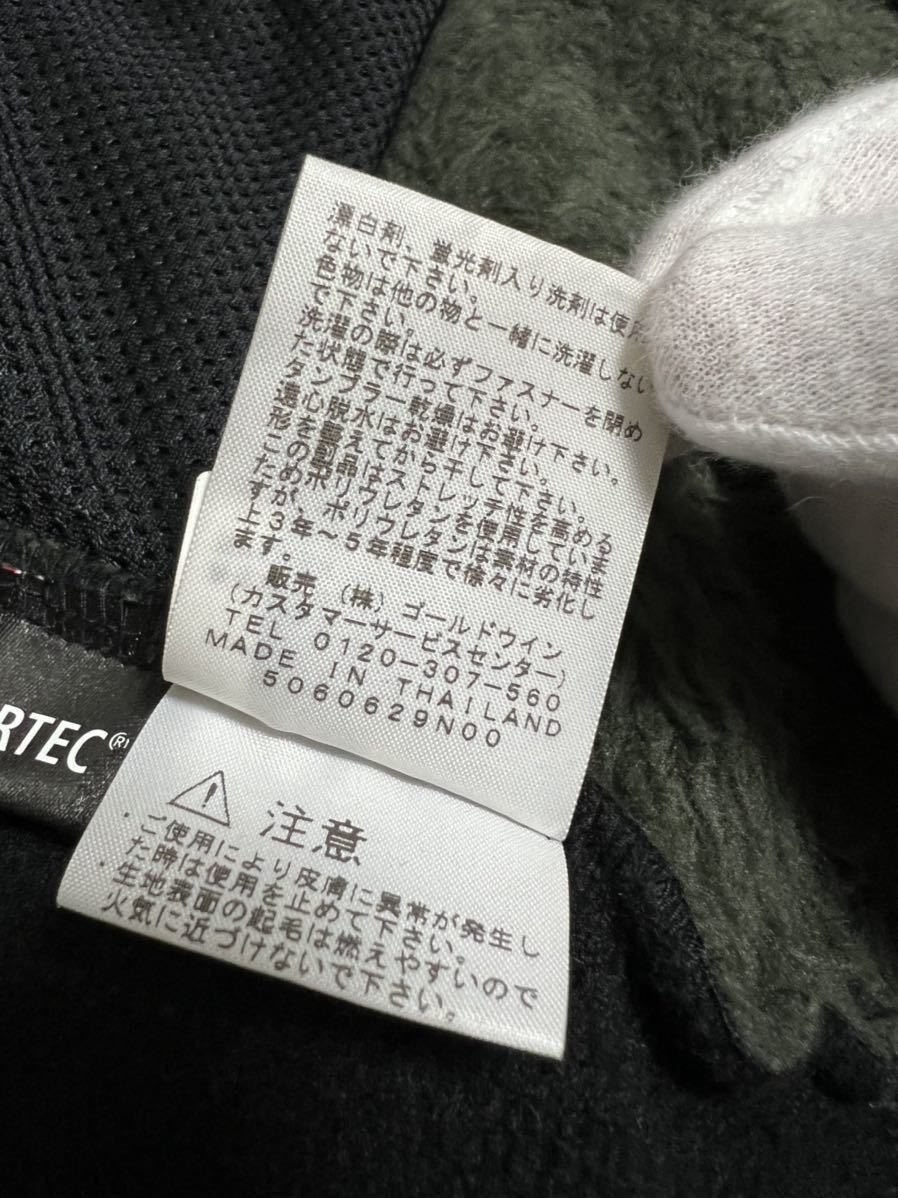 漂白剤、蛍光剤入り洗剤は使用
ないで下さい。
色物は他の物と一緒に洗濯しない
で下さい。
洗濯の際は必ずファスナーを閉め
た状態で行って下さい。
タンブラー乾燥はお避け下さい。
遠心脱水はお避け下さい。
形を整えてから干して下さい。
この製品はストレッチ性を高める
ためポリウレタンを使用していま
すが、ポリウレタンは素材の特性
上3年〜5年程度で様々に劣化し
ます。
販売 (株) ゴールドウイン
(カスタマーサービスセンター)
TEL 0120-307-560
MADE IN THAILAND
5060629N00
RTEC®
注意
・ご使用により皮膚に異常が発生し
た時は使用を止めて下さい。
・生地表面の起毛は燃えやすいので
火気に近づけないで下さい。